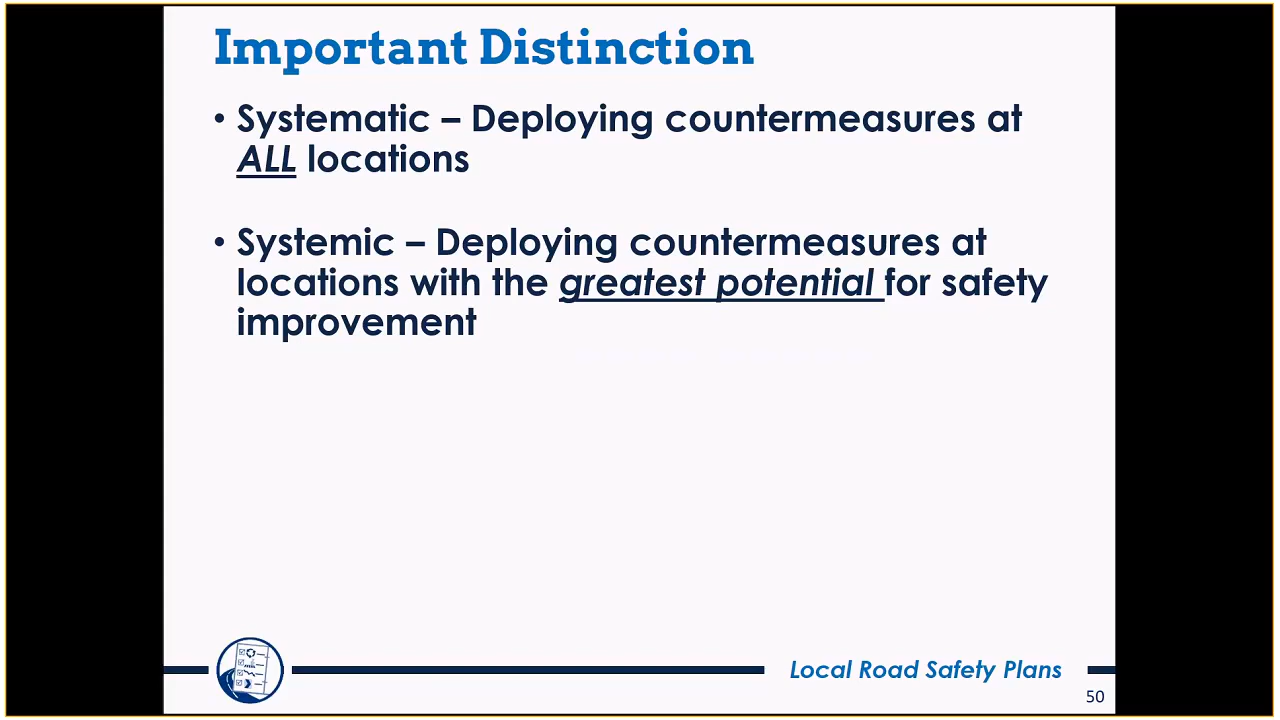 Important Distinction
• Systematic – Deploying countermeasures at
ALL locations
• Systemic – Deploying countermeasures at
locations with the greatest potential for safety
improvement
Local Road Safety Plans
50